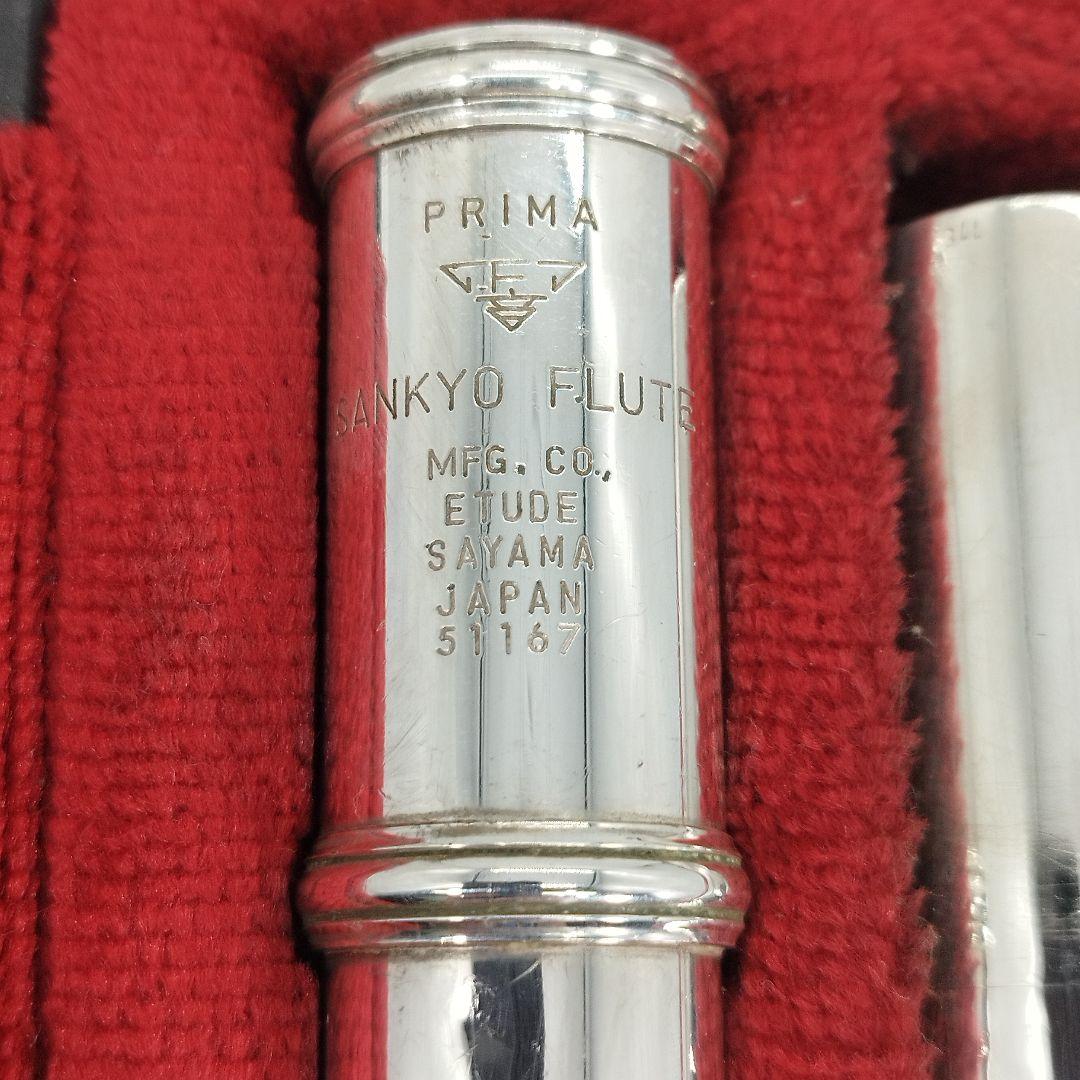 PRIMA
SANKYO FLUTE
MFG. CO.,
ETUDE
SAYAMA
JAPAN
51167